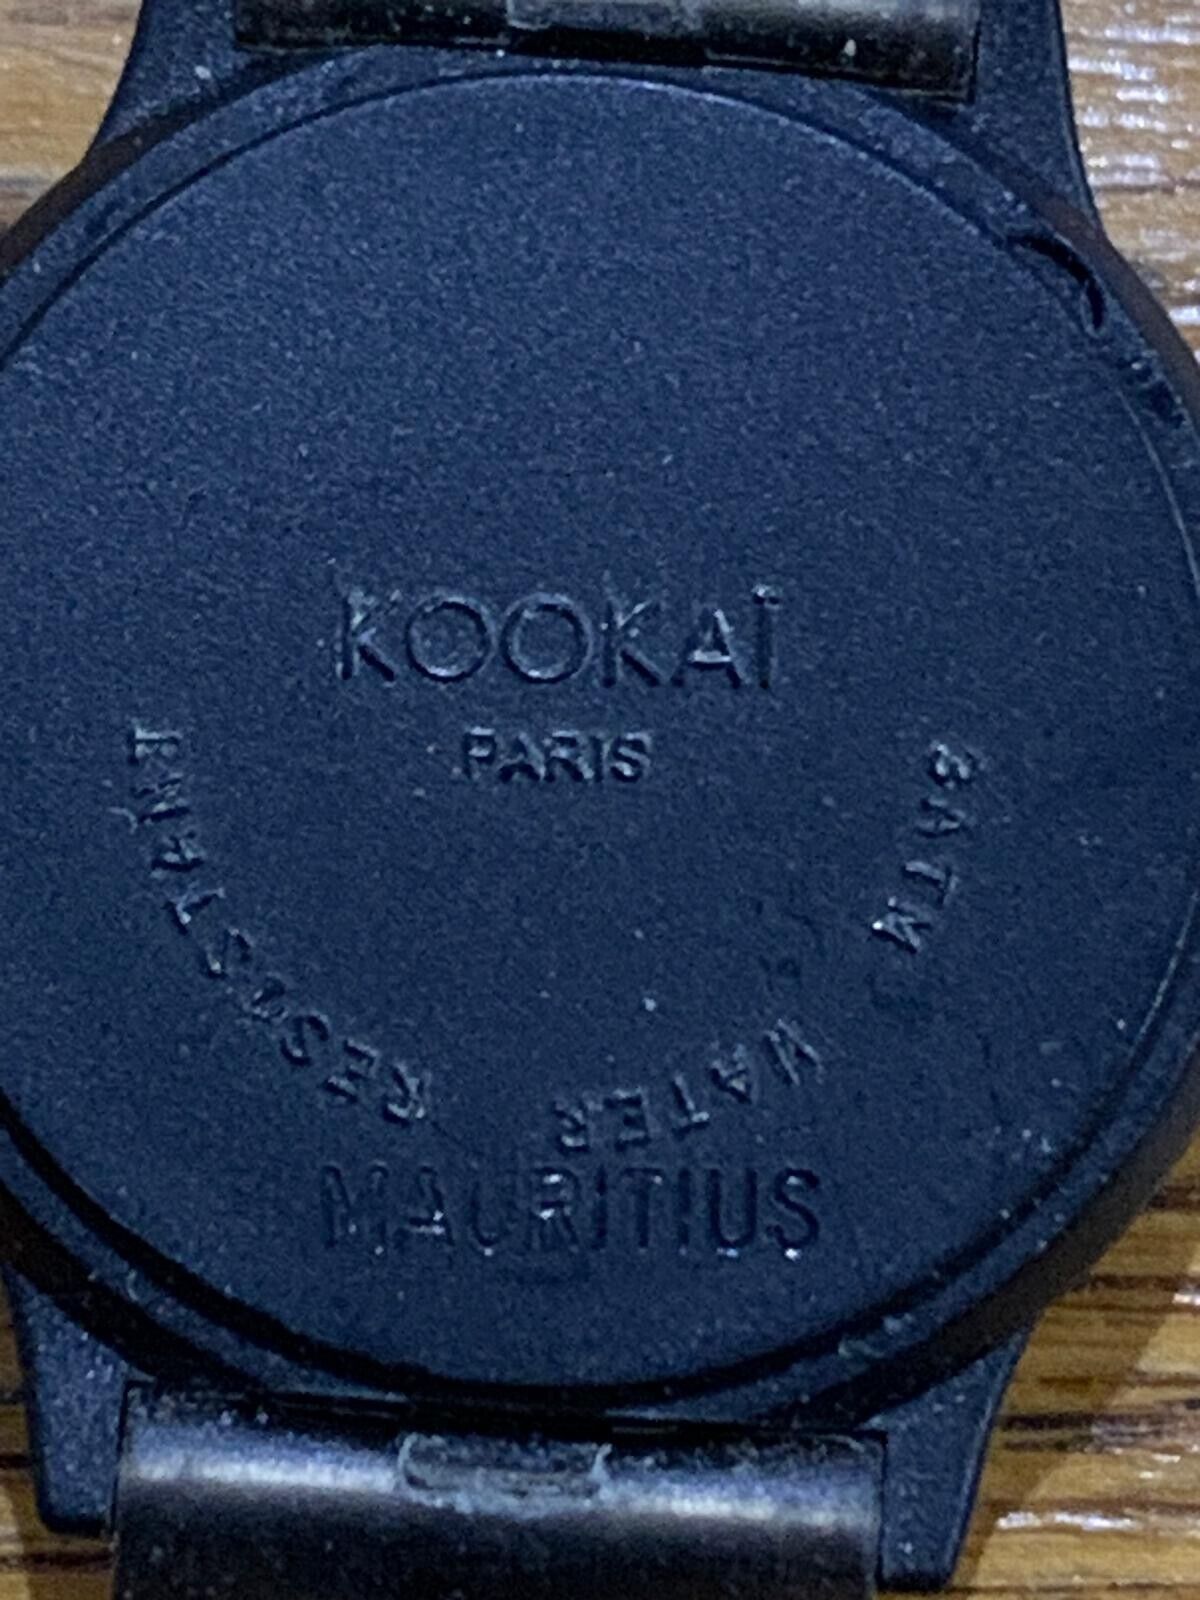 KOOKAÏ
PARIS
3ATM WATER RESISTANT
MAURITIUS